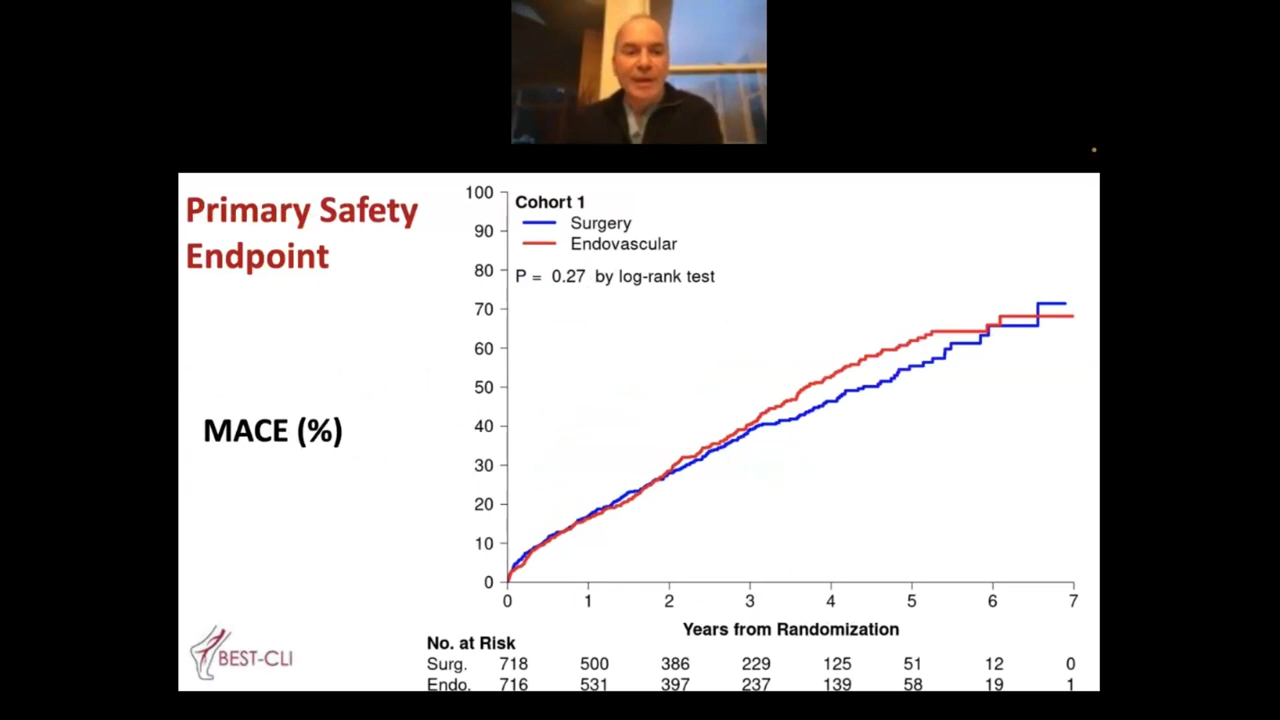 Primary Safety
Endpoint
MACE (%)
100
90
80
70
60
50
40
30
20
10
0
Cohort 1
Surgery
Endovascular
P = 0.27 by log-rank test
0 1 2 3 4 5 6 7
Years from Randomization
No. at Risk
Surg. 718 500 386 229 125 51 12 0
Endo. 716 531 397 237 139 58 19 1
BEST-CLI